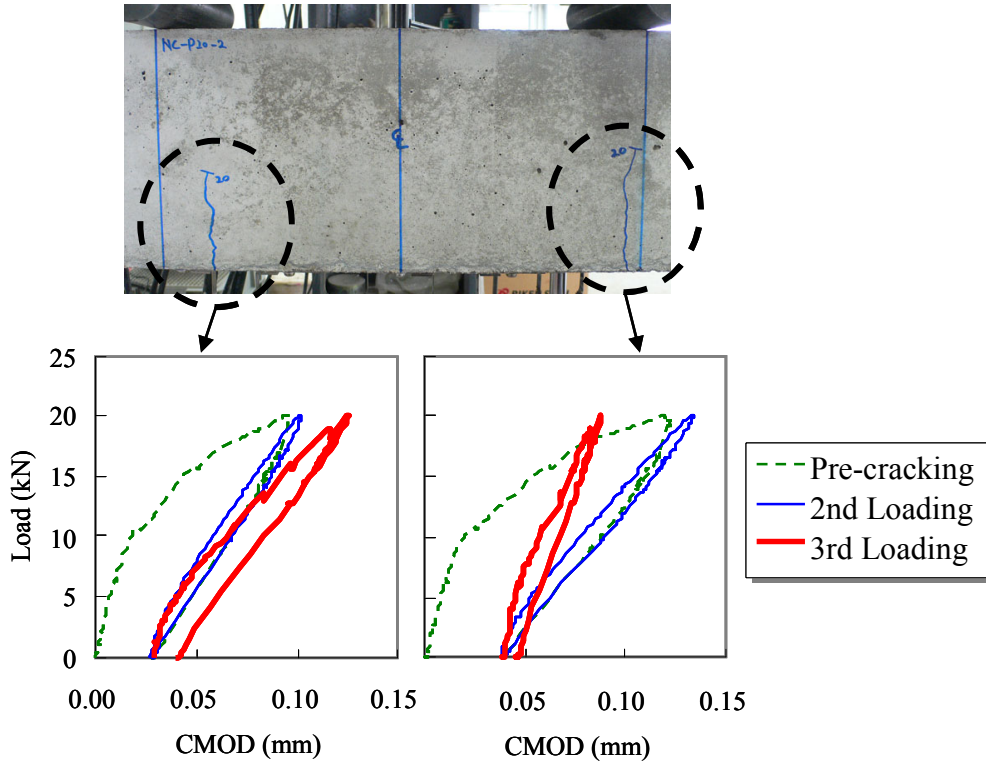 NC-P20-2
℄
20
20
25
20
15
10
5
0
Load (kN)
0.00 0.05 0.10 0.15
CMOD (mm)
0.05 0.10 0.15
CMOD (mm)
Pre-cracking
2nd Loading
3rd Loading